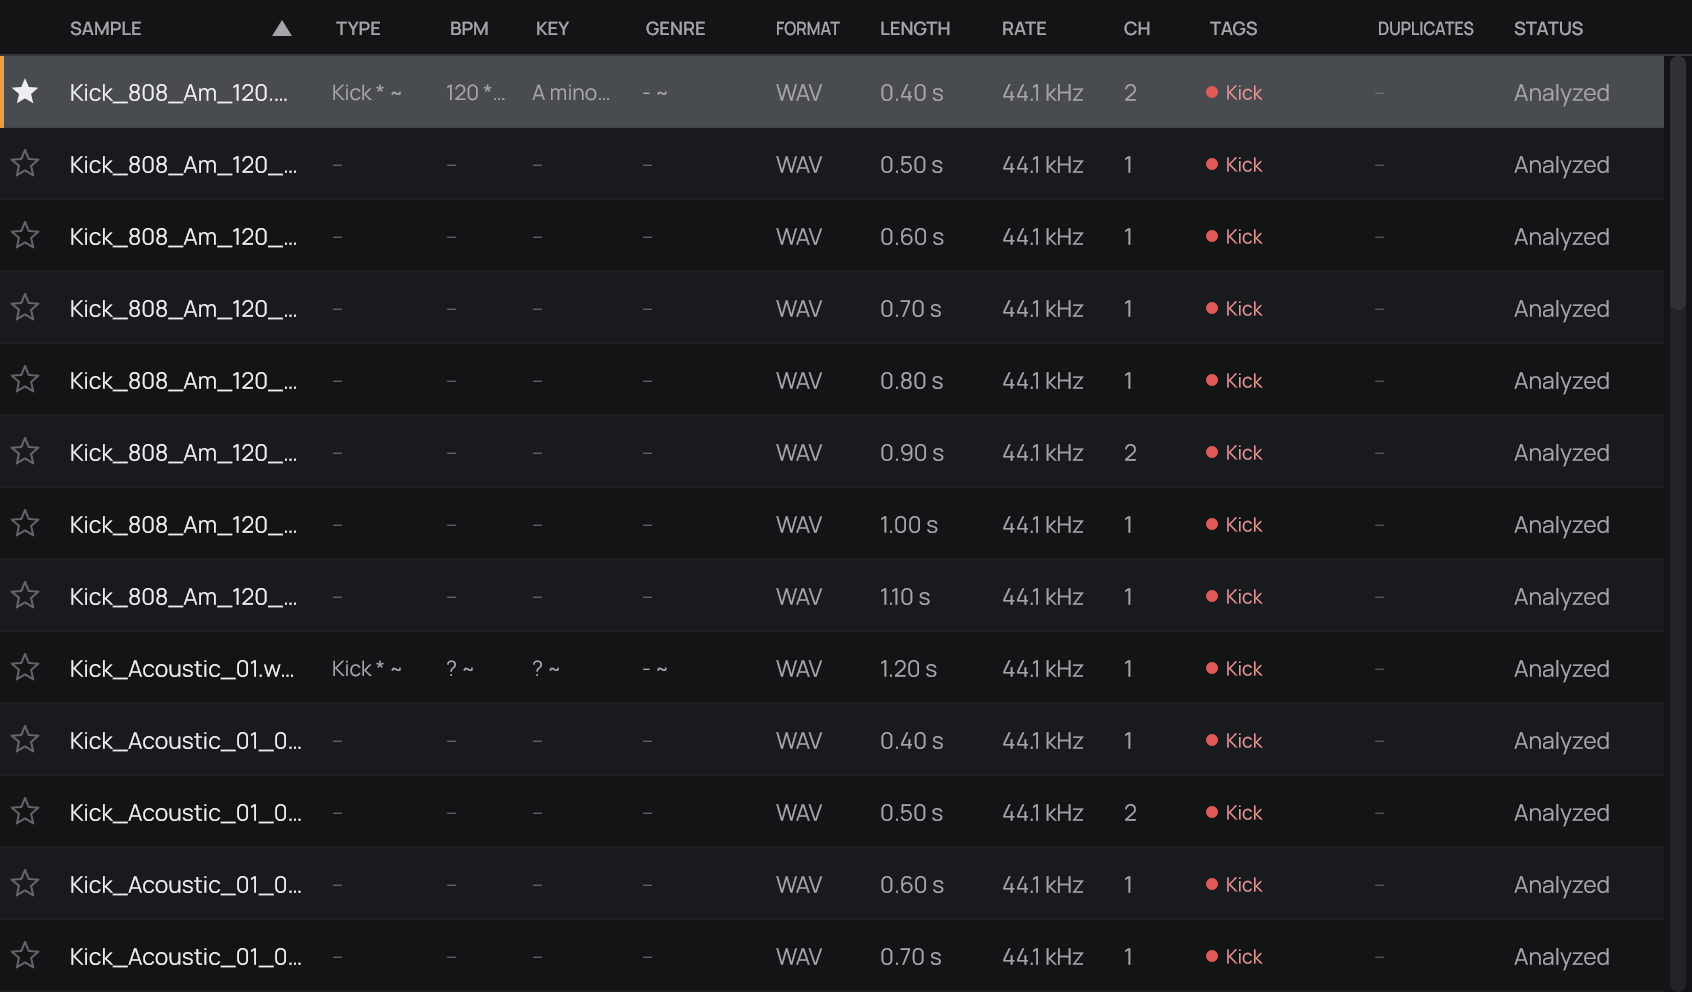 SAMPLE ▲ TYPE BPM KEY GENRE FORMAT LENGTH RATE CH TAGS DUPLICATES STATUS
Kick_808_Am_120.... Kick * ~ 120 *... A mino... - ~ WAV 0.40 s 44.1 kHz 2 Kick – Analyzed
Kick_808_Am_120_... – – – – WAV 0.50 s 44.1 kHz 1 Kick – Analyzed
Kick_808_Am_120_... – – – – WAV 0.60 s 44.1 kHz 1 Kick – Analyzed
Kick_808_Am_120_... – – – – WAV 0.70 s 44.1 kHz 1 Kick – Analyzed
Kick_808_Am_120_... – – – – WAV 0.80 s 44.1 kHz 1 Kick – Analyzed
Kick_808_Am_120_... – – – – WAV 0.90 s 44.1 kHz 2 Kick – Analyzed
Kick_808_Am_120_... – – – – WAV 1.00 s 44.1 kHz 1 Kick – Analyzed
Kick_808_Am_120_... – – – – WAV 1.10 s 44.1 kHz 1 Kick – Analyzed
Kick_Acoustic_01.w... Kick * ~ ? ~ ? ~ - ~ WAV 1.20 s 44.1 kHz 1 Kick – Analyzed
Kick_Acoustic_01_0... – – – – WAV 0.40 s 44.1 kHz 1 Kick – Analyzed
Kick_Acoustic_01_0... – – – – WAV 0.50 s 44.1 kHz 2 Kick – Analyzed
Kick_Acoustic_01_0... – – – – WAV 0.60 s 44.1 kHz 1 Kick – Analyzed
Kick_Acoustic_01_0... – – – – WAV 0.70 s 44.1 kHz 1 Kick – Analyzed